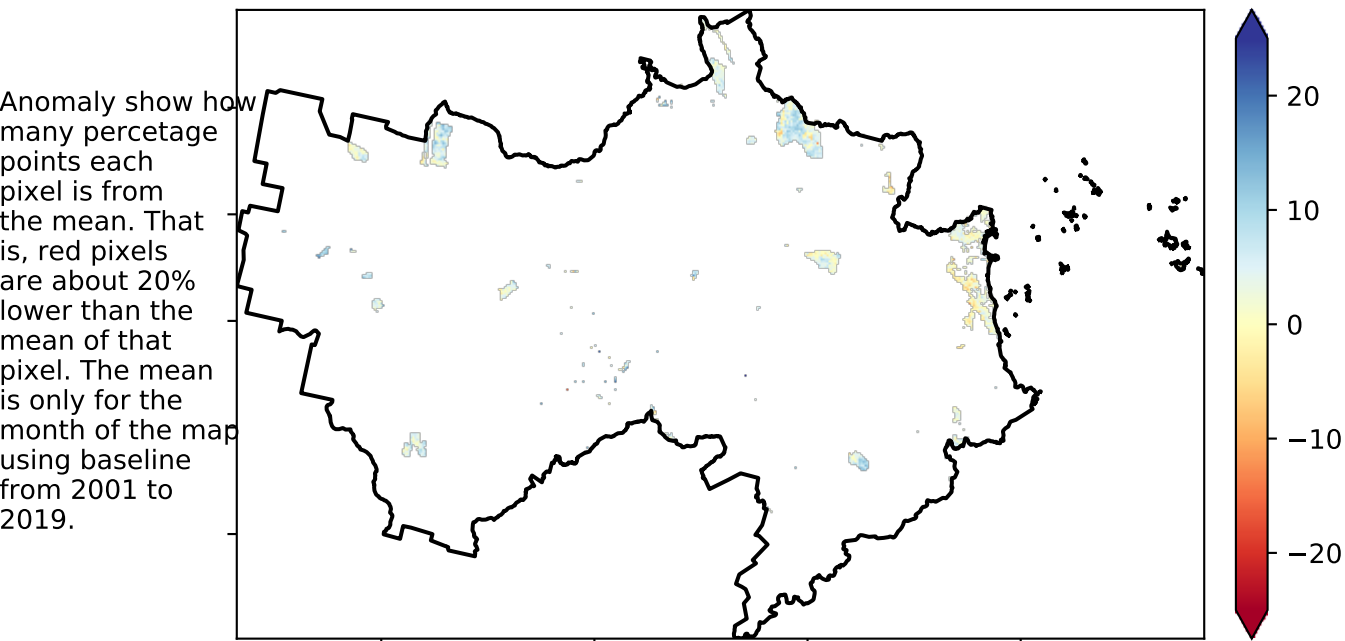 Anomaly show how
many percetage
points each
pixel is from
the mean. That
is, red pixels
are about 20%
lower than the
mean of that
pixel. The mean
is only for the
month of the map
using baseline
from 2001 to
2019.
20
10
0
−10
−20